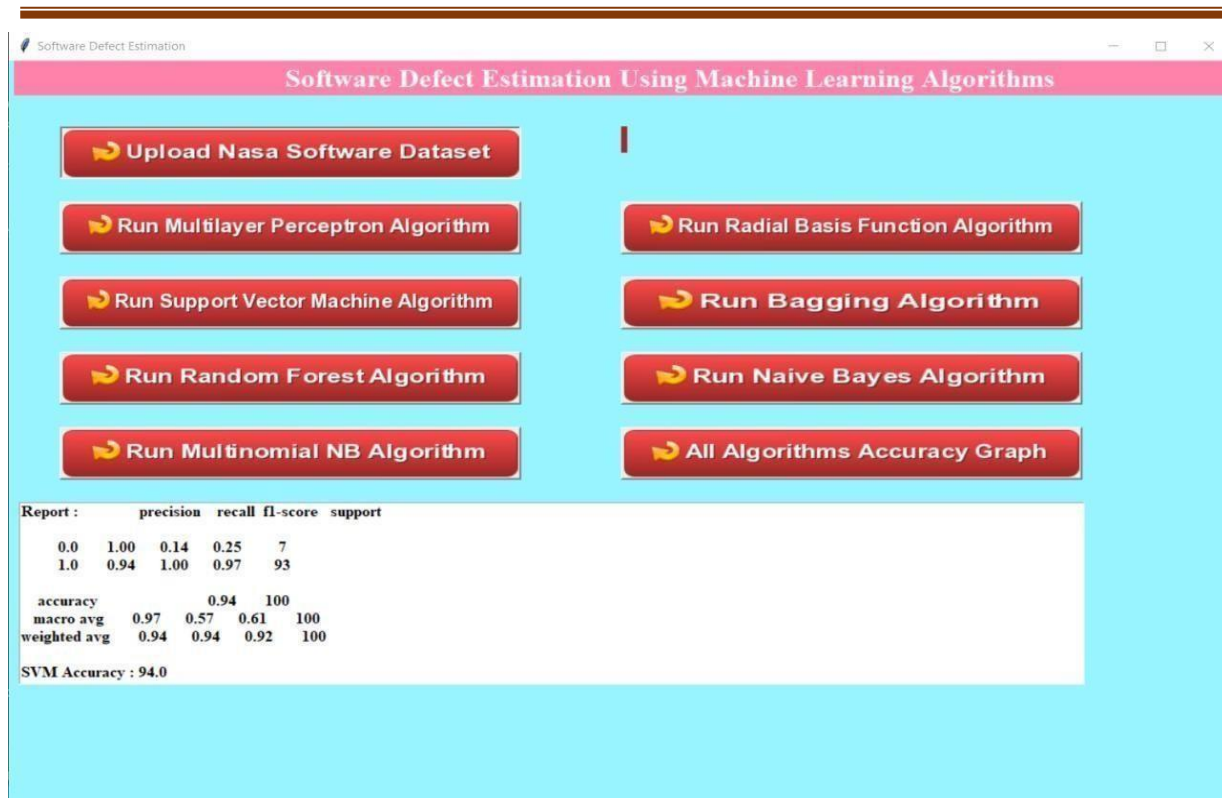 Software Defect Estimation
Software Defect Estimation Using Machine Learning Algorithms
Upload Nasa Software Dataset
Run Multilayer Perceptron Algorithm
Run Radial Basis Function Algorithm
Run Support Vector Machine Algorithm
Run Bagging Algorithm
Run Random Forest Algorithm
Run Naive Bayes Algorithm
Run Multinomial NB Algorithm
All Algorithms Accuracy Graph
Report : precision recall f1-score support
0.0 1.00 0.14 0.25 7
1.0 0.94 1.00 0.97 93
accuracy 0.94 100
macro avg 0.97 0.57 0.61 100
weighted avg 0.94 0.94 0.92 100
SVM Accuracy : 94.0